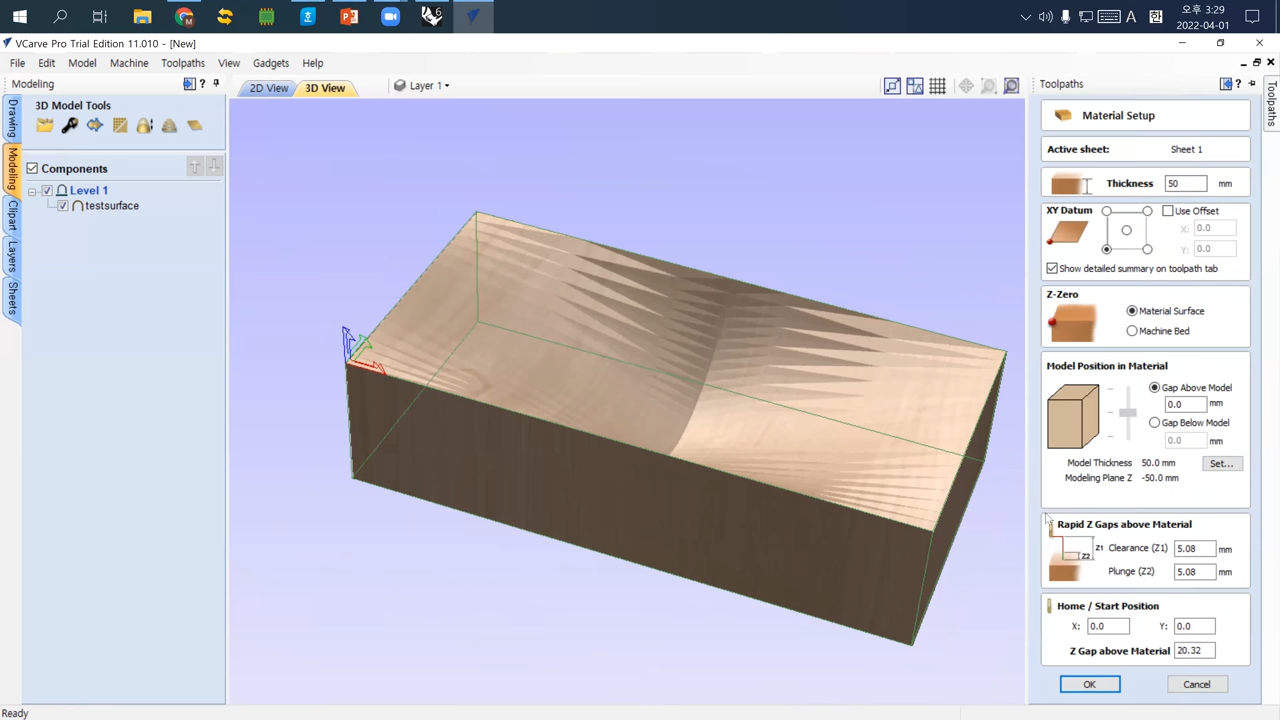 6
A
한
오후 3:29
2022-04-01
VCarve Pro Trial Edition 11.010 - [New]
File Edit Model Machine Toolpaths View Gadgets Help
Modeling
?
2D View
3D View
Layer 1
Toolpaths
?
Drawing
Modeling
Clipart
Layers
Sheets
3D Model Tools
Components
Level 1
testsurface
Toolpaths
Material Setup
Active sheet: Sheet 1
Thickness 50 mm
XY Datum
Use Offset
X: 0.0
Y: 0.0
Show detailed summary on toolpath tab
Z-Zero
Material Surface
Machine Bed
Model Position in Material
Gap Above Model
0.0 mm
Gap Below Model
0.0 mm
Model Thickness 50.0 mm
Set...
Modeling Plane Z -50.0 mm
Rapid Z Gaps above Material
Z1 Clearance (Z1) 5.08 mm
Z2 Plunge (Z2) 5.08 mm
Home / Start Position
X: 0.0 Y: 0.0
Z Gap above Material 20.32
OK Cancel
Ready